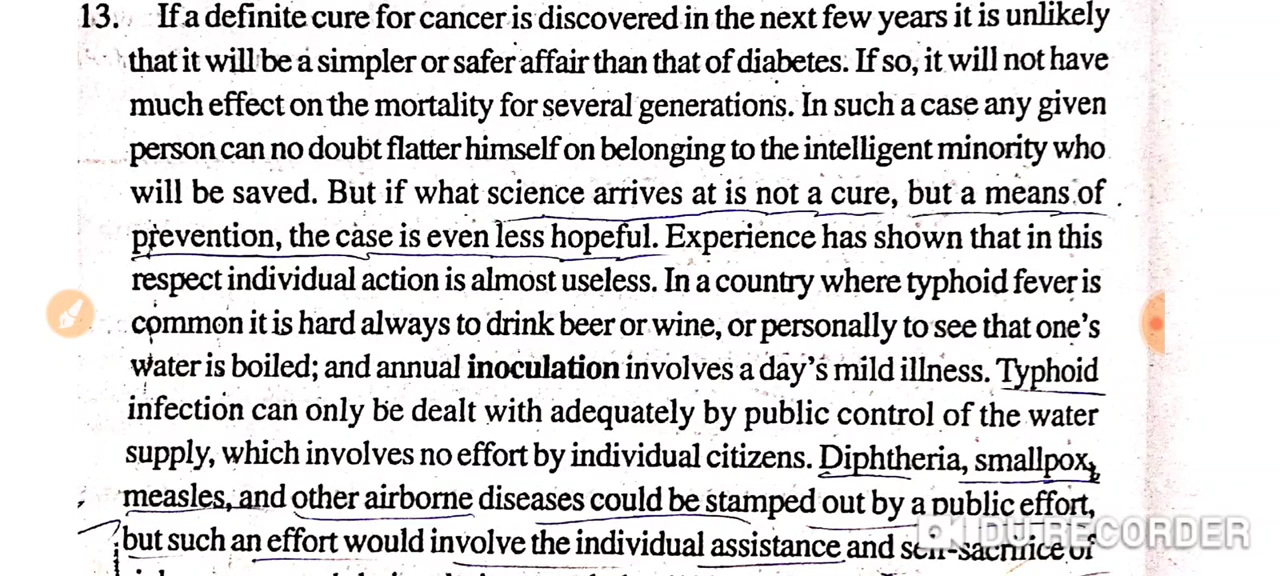 13. If a definite cure for cancer is discovered in the next few years it is unlikely
that it will be a simpler or safer affair than that of diabetes. If so, it will not have
much effect on the mortality for several generations. In such a case any given
person can no doubt flatter himself on belonging to the intelligent minority who
will be saved. But if what science arrives at is not a cure, but a means of
prevention, the case is even less hopeful. Experience has shown that in this
respect individual action is almost useless. In a country where typhoid fever is
common it is hard always to drink beer or wine, or personally to see that one's
water is boiled; and annual inoculation involves a day's mild illness. Typhoid
infection can only be dealt with adequately by public control of the water
supply, which involves no effort by individual citizens. Diphtheria, smallpox,
measles, and other airborne diseases could be stamped out by a public effort,
but such an effort would involve the individual assistance and self-sacrifice of
DU RECORDER